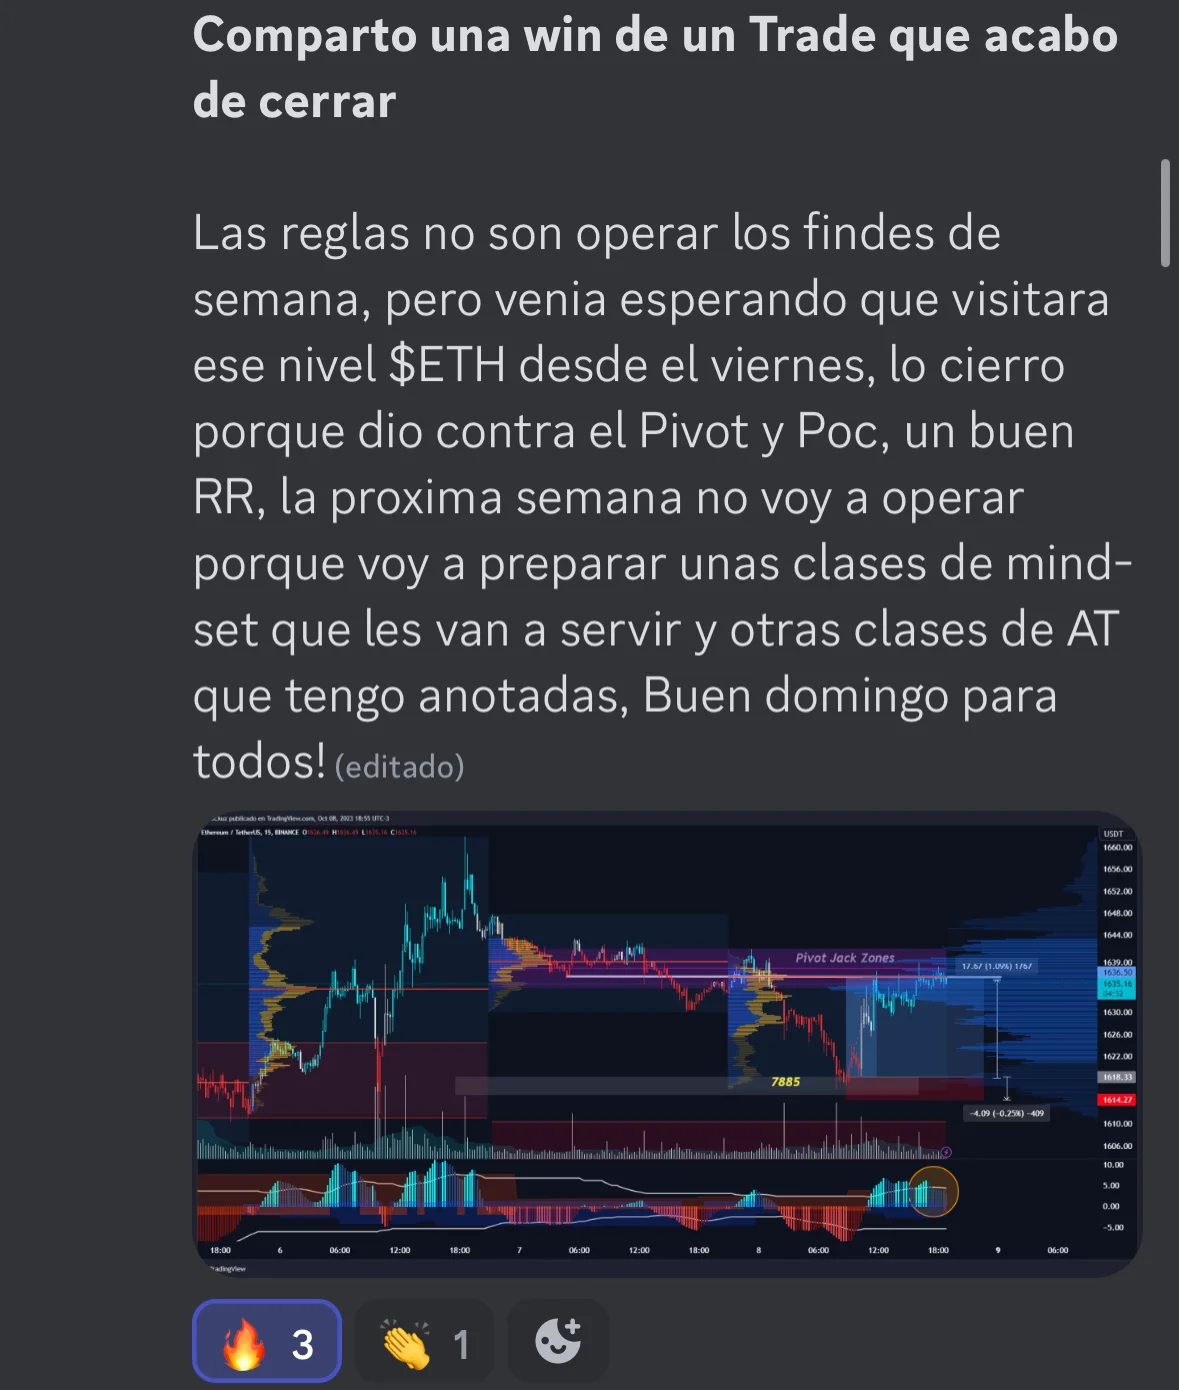 Comparto una win de un Trade que acabo
de cerrar
Las reglas no son operar los findes de
semana, pero venia esperando que visitara
ese nivel $ETH desde el viernes, lo cierro
porque dio contra el Pivot y Poc, un buen
RR, la proxima semana no voy a operar
porque voy a preparar unas clases de mind-
set que les van a servir y otras clases de AT
que tengo anotadas, Buen domingo para
todos! (editado)
publicado en TradingView.com, Oct 08, 2023 18:55 UTC-3
Ethereum / TetherUS, 15, BINANCE O1636.49 H1636.49 L1635.16 C1635.16
USDT
1660.00
1656.00
1652.00
1648.00
1644.00
1639.00
Pivot Jack Zones
17.67 (1.09%) 1767
1636.50
1635.16
04:52
1630.00
1626.00
1622.00
1618.33
7885
1614.27
-4.09 (-0.25%) -409
1610.00
1606.00
10.00
5.00
0.00
-5.00
18:00 6 06:00 12:00 18:00 7 06:00 12:00 18:00 8 06:00 12:00 18:00 9 06:00
TradingView
3 1